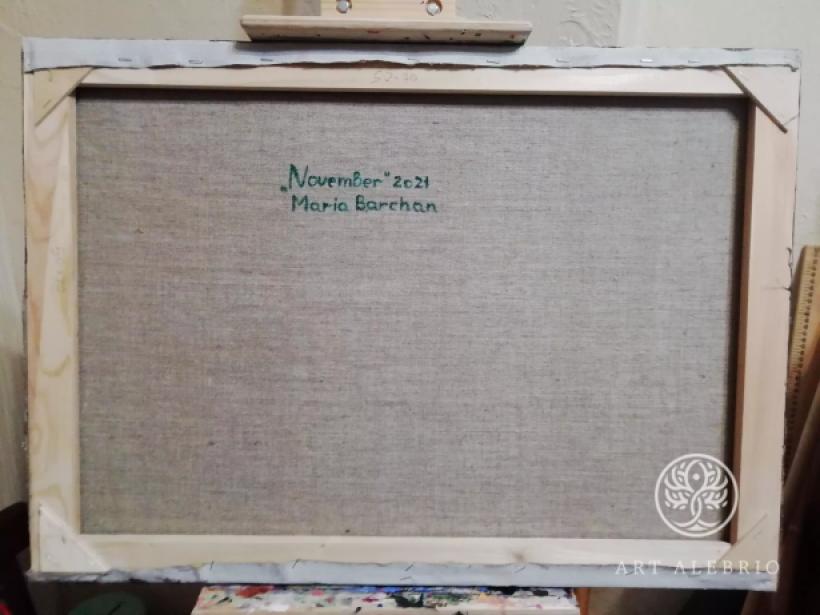 „November" 2021
Maria Barchan
ART ALEBRIO